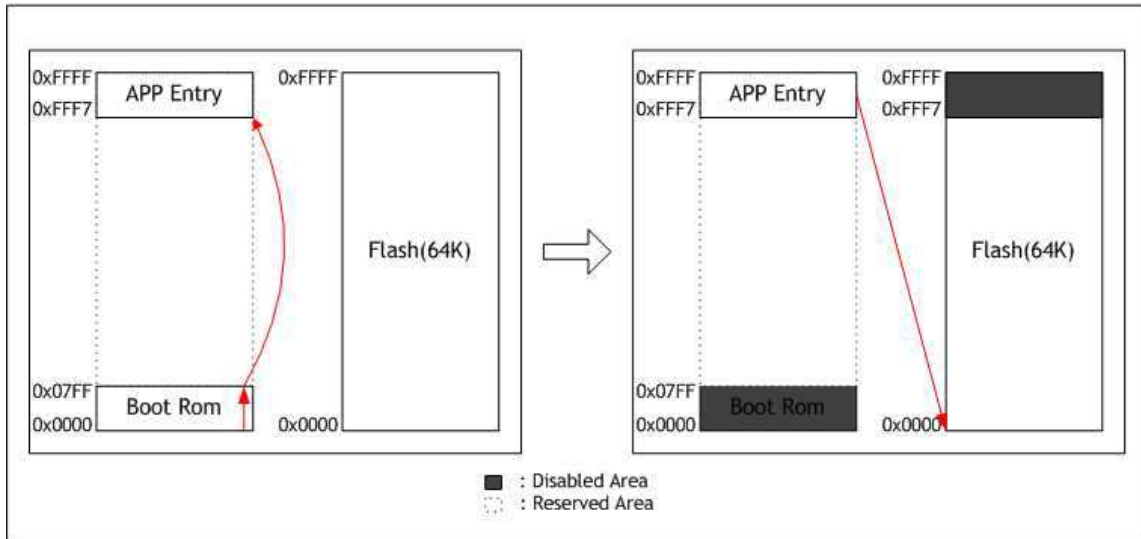 0xFFFF
APP Entry
0xFFF7
0x07FF
Boot Rom
0x0000
0xFFFF
Flash(64K)
0x0000
0xFFFF
APP Entry
0xFFF7
0x07FF
Boot Rom
0x0000
0xFFFF
0xFFF7
Flash(64K)
0x0000
: Disabled Area
: Reserved Area